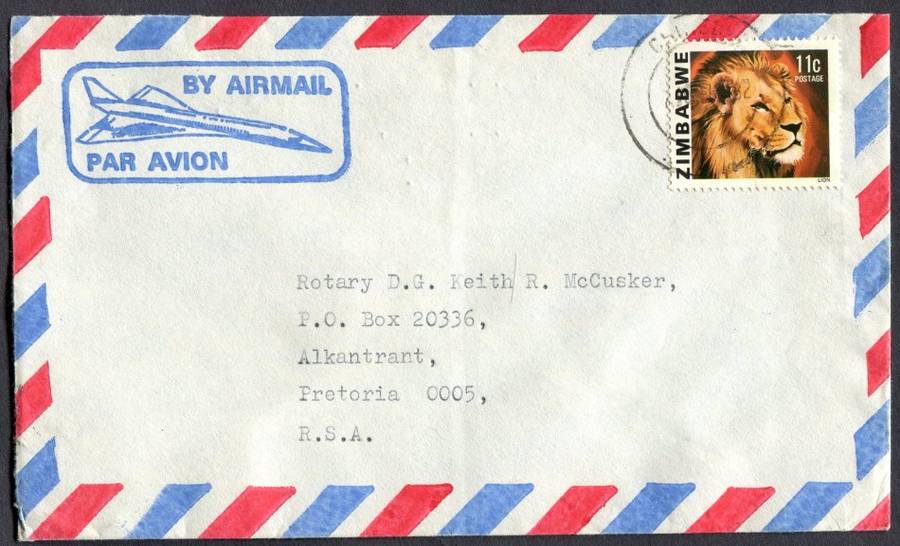 BY AIRMAIL
PAR AVION
ZIMBABWE
11c
POSTAGE
LION
Rotary D.G. Keith R. McCusker,
P.O. Box 20336,
Alkantrant,
Pretoria 0005,
R.S.A.